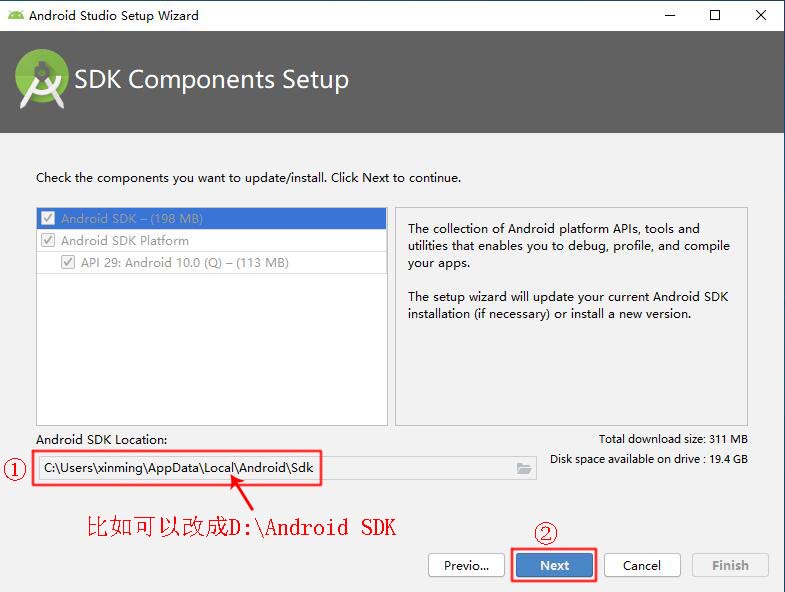 Android Studio Setup Wizard
SDK Components Setup
Check the components you want to update/install. Click Next to continue.
Android SDK – (198 MB)
Android SDK Platform
API 29: Android 10.0 (Q) – (113 MB)
The collection of Android platform APIs, tools and
utilities that enables you to debug, profile, and compile
your apps.
The setup wizard will update your current Android SDK
installation (if necessary) or install a new version.
Android SDK Location:
Total download size: 311 MB
① C:\Users\xinming\AppData\Local\Android\Sdk
Disk space available on drive : 19.4 GB
比如可以改成D:\Android SDK
②
Previo... Next Cancel Finish